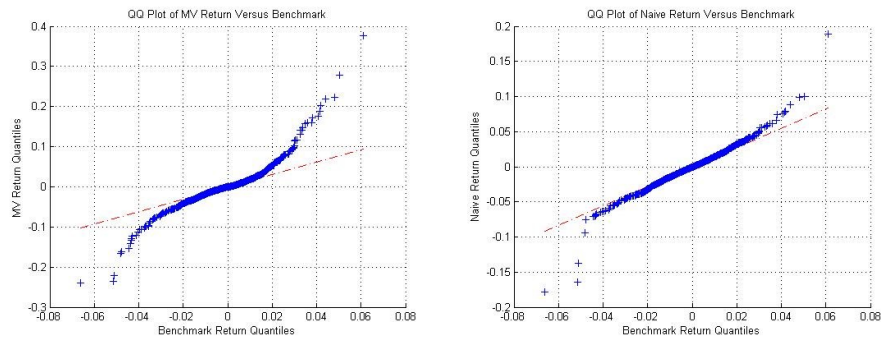 QQ Plot of MV Return Versus Benchmark
0.4
0.3
0.2
0.1
0
-0.1
-0.2
-0.3
MV Return Quantiles
-0.08 -0.06 -0.04 -0.02 0 0.02 0.04 0.06 0.08
Benchmark Return Quantiles
QQ Plot of Naive Return Versus Benchmark
0.2
0.15
0.1
0.05
0
-0.05
-0.1
-0.15
-0.2
Naive Return Quantiles
-0.08 -0.06 -0.04 -0.02 0 0.02 0.04 0.06 0.08
Benchmark Return Quantiles